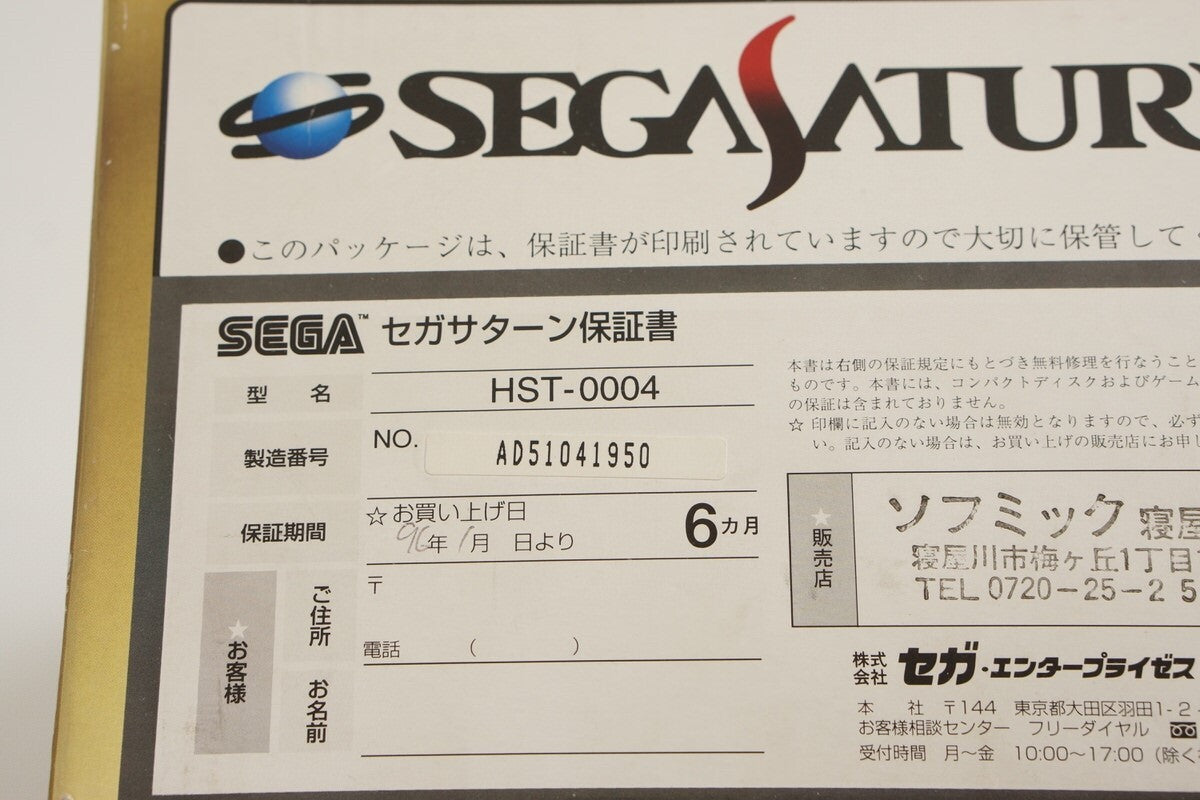 SEGA SATUR
●このパッケージは、保証書が印刷されていますので大切に保管して
SEGA™ セガサターン保証書
型名 HST-0004
製造番号 NO. AD51041950
保証期間 ☆お買い上げ日 6カ月
96年1月 日より
★お客様
ご住所 〒
電話 ( )
お名前
本書は右側の保証規定にもとづき無料修理を行なうこと
ものです。本書には、コンパクトディスクおよびゲーム
の保証は含まれておりません。
☆印欄に記入のない場合は無効となりますので、必ず
い。記入のない場合は、お買い上げの販売店にお申し
★販売店
ソフミック 寝屋
寝屋川市梅ヶ丘1丁目
TEL 0720-25-25
株式会社 セガ・エンタープライゼス
本社 〒144 東京都大田区羽田1-2-
お客様相談センター フリーダイヤル
受付時間 月〜金 10:00〜17:00（除く